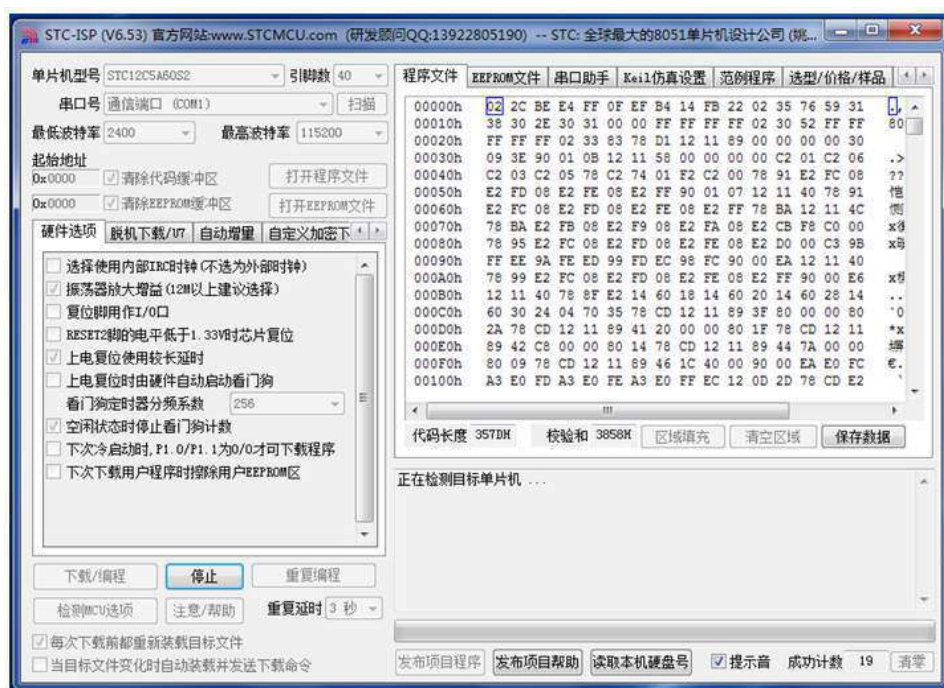 STC-ISP (V6.53) 官方网站:www.STCMCU.com (研发顾问QQ:13922805190) -- STC: 全球最大的8051单片机设计公司 (姚...
单片机型号 STC12C5A60S2 引脚数 40
串口号 通信端口 (COM1) 扫描
最低波特率 2400 最高波特率 115200
起始地址
0x0000 清除代码缓冲区 打开程序文件
0x0000 清除EEPROM缓冲区 打开EEPROM文件
硬件选项 脱机下载/U7 自动增量 自定义加密下
选择使用内部IRC时钟(不选为外部时钟)
振荡器放大增益(12M以上建议选择)
复位脚用作I/O口
RESET2脚的电平低于1.33V时芯片复位
上电复位使用较长延时
上电复位时由硬件自动启动看门狗
看门狗定时器分频系数 256
空闲状态时停止看门狗计数
下次冷启动时,P1.0/P1.1为0/0才可下载程序
下次下载用户程序时擦除用户EEPROM区
下载/编程 停止 重复编程
检测MCU选项 注意/帮助 重复延时 3 秒
每次下载前都重新装载目标文件
当目标文件变化时自动装载并发送下载命令
程序文件 EEPROM文件 串口助手 Keil仿真设置 范例程序 选型/价格/样品
00000h 02 2C BE E4 FF 0F EF B4 14 FB 22 02 35 76 59 31 .,
00010h 38 30 2E 30 31 00 00 FF FF FF FF 02 30 52 FF FF 80
00020h FF FF FF 02 33 83 78 D1 12 11 89 00 00 00 00 30
00030h 09 3E 90 01 0B 12 11 58 00 00 00 00 C2 01 C2 06 .>
00040h C2 03 C2 05 78 C2 74 01 F2 C2 00 78 91 E2 FC 08 ??
00050h E2 FD 08 E2 FE 08 E2 FF 90 01 07 12 11 40 78 91
00060h E2 FC 08 E2 FD 08 E2 FE 08 E2 FF 78 BA 12 11 4C
00070h 78 BA E2 FB 08 E2 F9 08 E2 FA 08 E2 CB F8 C0 00
00080h 78 95 E2 FC 08 E2 FD 08 E2 FE 08 E2 D0 00 C3 9B
00090h FF EE 9A FE ED 99 FD EC 98 FC 90 00 EA 12 11 40
000A0h 78 99 E2 FC 08 E2 FD 08 E2 FE 08 E2 FF 90 00 E6
000B0h 12 11 40 78 8F E2 14 60 18 14 60 20 14 60 28 14 ..
000C0h 60 30 24 04 70 35 78 CD 12 11 89 3F 80 00 00 80 `0
000D0h 2A 78 CD 12 11 89 41 20 00 00 80 1F 78 CD 12 11 *x
000E0h 89 42 C8 00 00 80 14 78 CD 12 11 89 44 7A 00 00
000F0h 80 09 78 CD 12 11 89 46 1C 40 00 90 00 EA E0 FC €.
00100h A3 E0 FD A3 E0 FE A3 E0 FF EC 12 0D 2D 78 CD E2
代码长度 357DH 校验和 3858H 区域填充 清空区域 保存数据
正在检测目标单片机 ...
发布项目程序 发布项目帮助 读取本机硬盘号 提示音 成功计数 19 清零